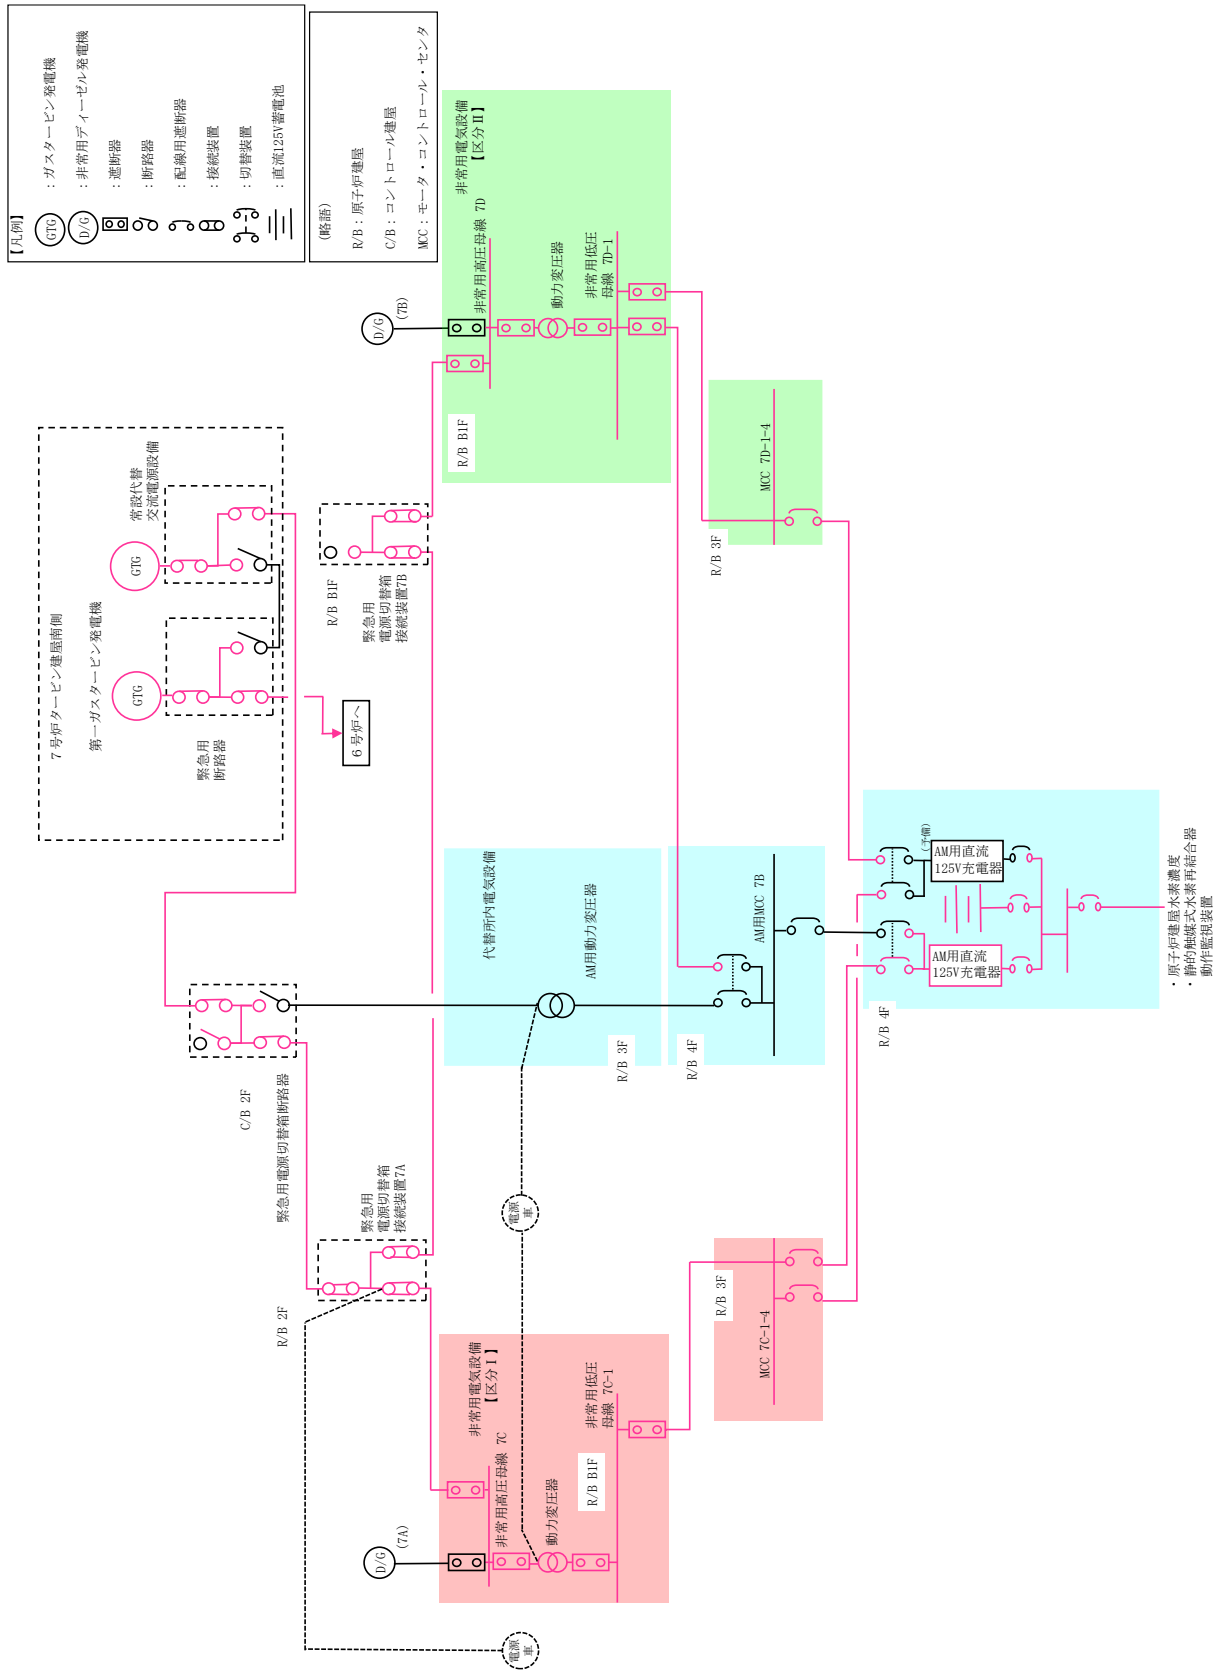 【凡例】
GTG
：ガスタービン発電機
D/G
：非常用ディーゼル発電機
：遮断器
：断路器
：配線用遮断器
：接続装置
：切替装置
：直流125V蓄電池
(略語)
R/B：原子炉建屋
C/B：コントロール建屋
MCC：モータ・コントロール・センタ
7号炉タービン建屋南側
第一ガスタービン発電機
GTG
GTG
常設代替
交流電源設備
緊急用
断路器
6号炉へ
D/G
(7B)
非常用電気設備
【区分Ⅱ】
非常用高圧母線 7D
動力変圧器
非常用低圧
母線 7D-1
R/B B1F
R/B B1F
緊急用
電源切替箱
接続装置7B
MCC 7D-1-4
R/B 3F
C/B 2F
緊急用電源切替箱断路器
代替所内電気設備
AM用動力変圧器
R/B 3F
AM用MCC 7B
R/B 4F
(予備)
AM用直流
125V充電器
AM用直流
125V充電器
R/B 4F
・原子炉建屋水素濃度
・静的触媒式水素再結合器
動作監視装置
R/B 2F
緊急用
電源切替箱
接続装置7A
電源
車
D/G
(7A)
非常用電気設備
【区分Ⅰ】
非常用高圧母線 7C
動力変圧器
非常用低圧
母線 7C-1
R/B B1F
MCC 7C-1-4
R/B 3F
電源
車